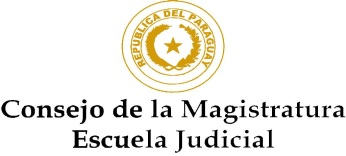 REPUBLICA DEL PARAGUAY
Consejo de la Magistratura
Escuela Judicial